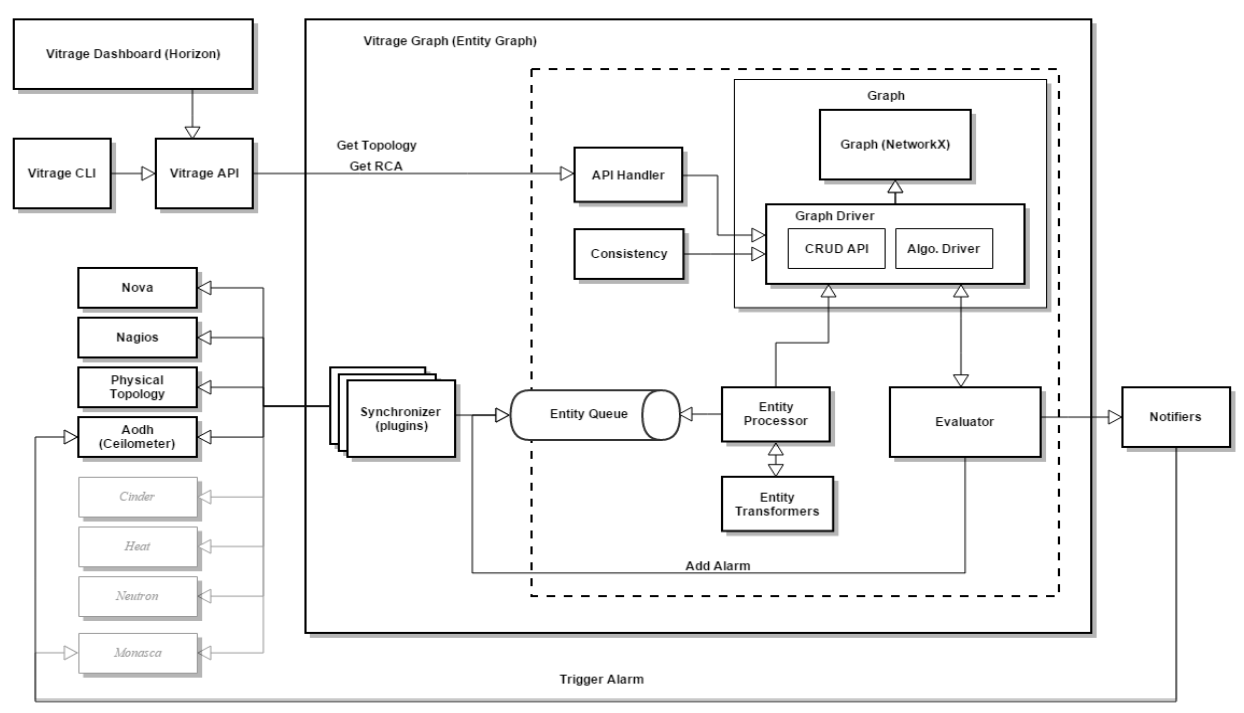 Vitrage Dashboard (Horizon)
Vitrage CLI
Vitrage API
Vitrage Graph (Entity Graph)
Get Topology
Get RCA
API Handler
Consistency
Graph
Graph (NetworkX)
Graph Driver
CRUD API
Algo. Driver
Nova
Nagios
Physical
Topology
Aodh
(Ceilometer)
Cinder
Heat
Neutron
Monasca
Synchronizer
(plugins)
Entity Queue
Entity
Processor
Entity
Transformers
Evaluator
Notifiers
Add Alarm
Trigger Alarm